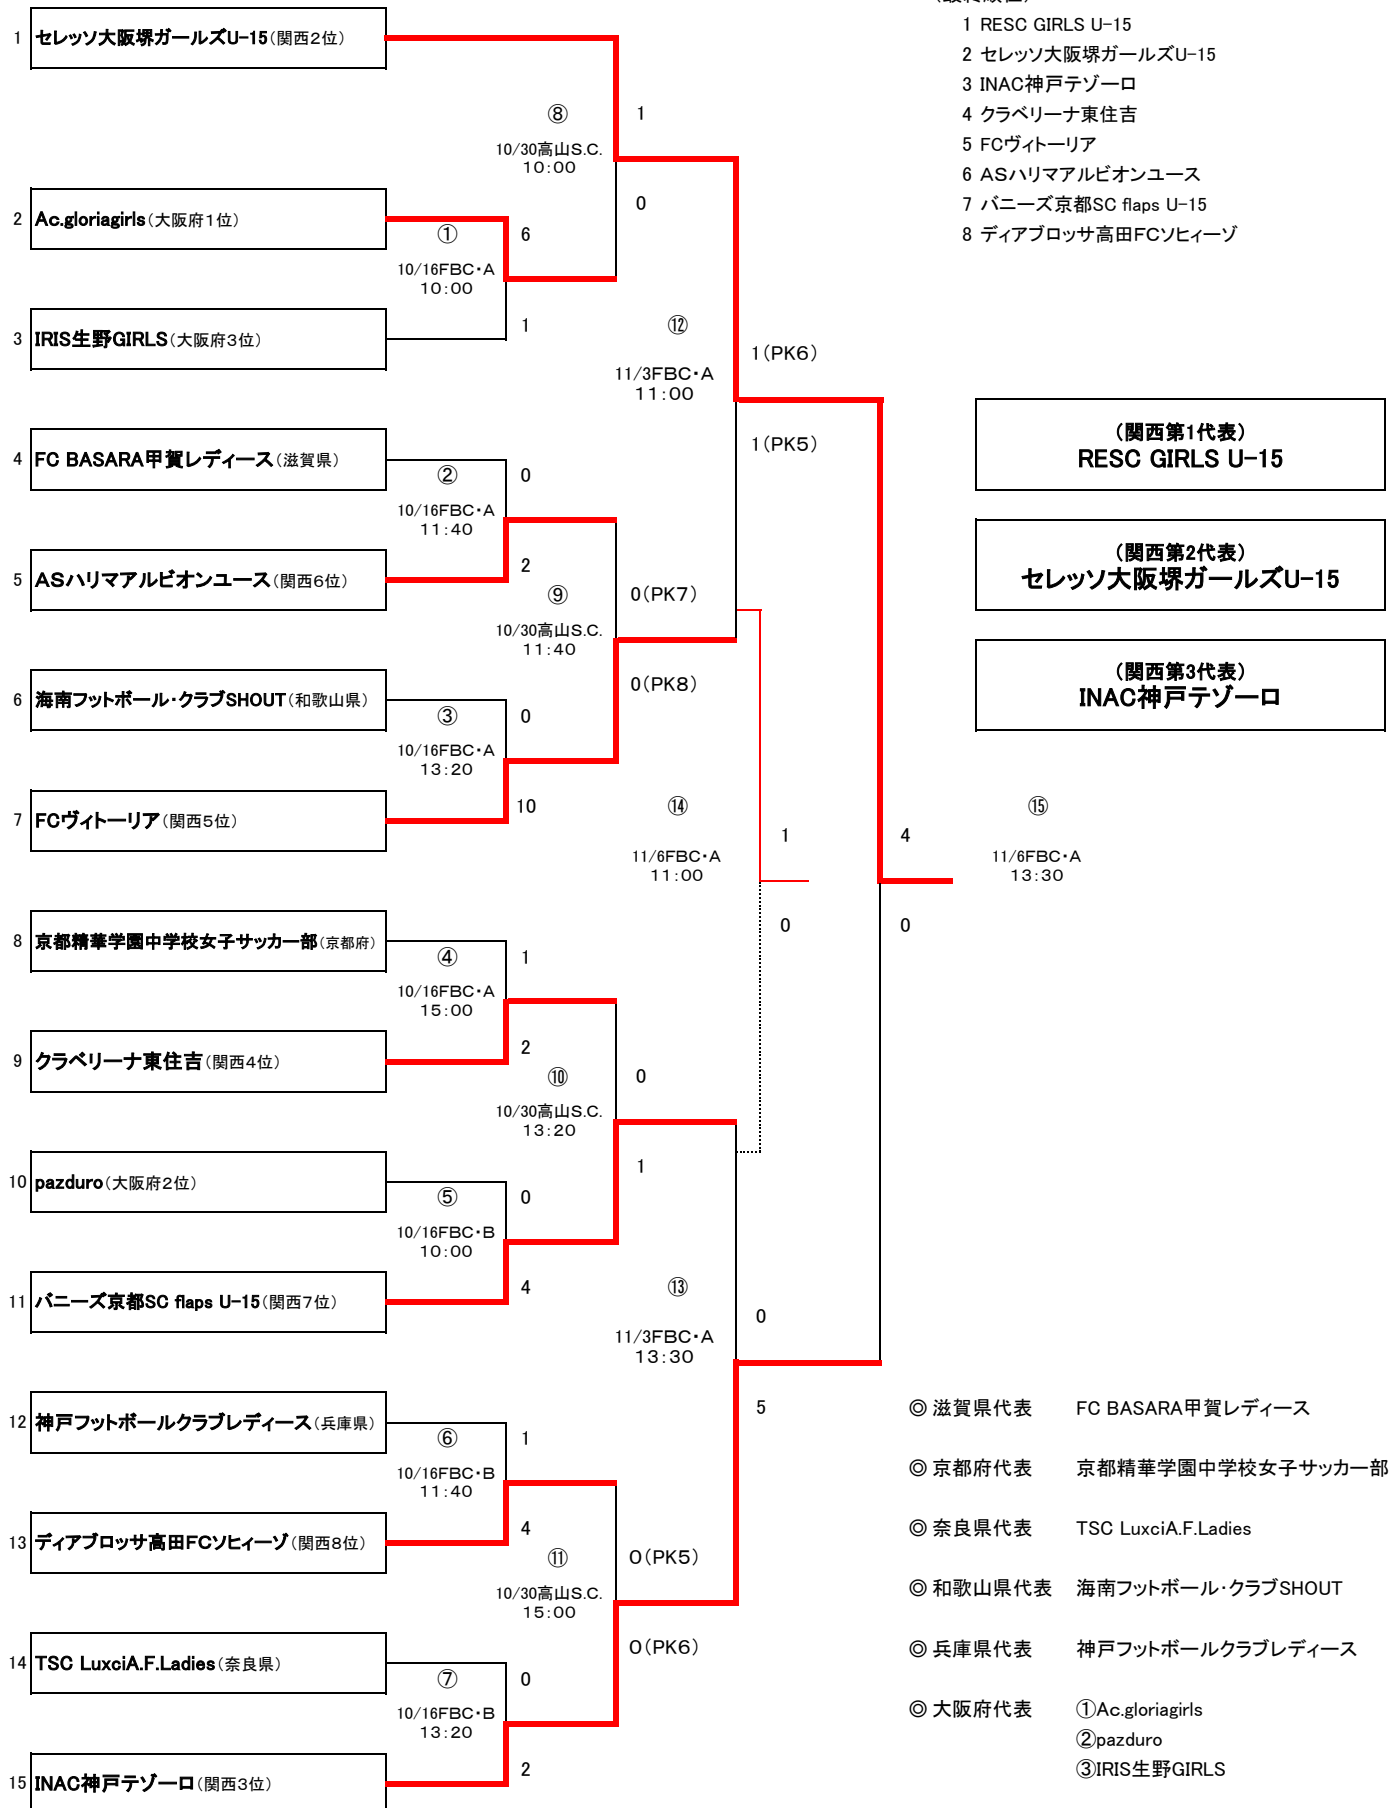 1 RESC GIRLS U-15
2 セレッソ大阪堺ガールズU-15
3 INAC神戸テゾーロ
4 クラベリーナ東住吉
5 FCヴィトーリア
6 ASハリマアルビオンユース
7 バニーズ京都SC flaps U-15
8 ディアブロッサ高田FCソヒィーゾ
1 セレッソ大阪堺ガールズU-15(関西2位)
⑧
1
10/30高山S.C.
10:00
0
2 Ac.gloriagirls(大阪府1位)
①
6
10/16FBC・A
10:00
1
3 IRIS生野GIRLS(大阪府3位)
⑫
1(PK6)
11/3FBC・A
11:00
1(PK5)
(関西第1代表)
RESC GIRLS U-15
4 FC BASARA甲賀レディース(滋賀県)
②
0
10/16FBC・A
11:40
2
5 ASハリマアルビオンユース(関西6位)
(関西第2代表)
セレッソ大阪堺ガールズU-15
⑨
0(PK7)
10/30高山S.C.
11:40
0(PK8)
(関西第3代表)
INAC神戸テゾーロ
6 海南フットボール・クラブSHOUT(和歌山県)
③
0
10/16FBC・A
13:20
10
7 FCヴィトーリア(関西5位)
⑭
1
11/6FBC・A
11:00
0
4
⑮
11/6FBC・A
13:30
0
8 京都精華学園中学校女子サッカー部(京都府)
④
1
10/16FBC・A
15:00
2
9 クラベリーナ東住吉(関西4位)
⑩
0
10/30高山S.C.
13:20
1
10 pazduro(大阪府2位)
⑤
0
10/16FBC・B
10:00
4
11 バニーズ京都SC flaps U-15(関西7位)
⑬
0
11/3FBC・A
13:30
5
12 神戸フットボールクラブレディース(兵庫県)
⑥
1
10/16FBC・B
11:40
4
13 ディアブロッサ高田FCソヒィーゾ(関西8位)
⑪
0(PK5)
10/30高山S.C.
15:00
0(PK6)
14 TSC LuxciA.F.Ladies(奈良県)
⑦
0
10/16FBC・B
13:20
2
15 INAC神戸テゾーロ(関西3位)
◎ 滋賀県代表 FC BASARA甲賀レディース
◎ 京都府代表 京都精華学園中学校女子サッカー部
◎ 奈良県代表 TSC LuxciA.F.Ladies
◎ 和歌山県代表 海南フットボール・クラブSHOUT
◎ 兵庫県代表 神戸フットボールクラブレディース
◎ 大阪府代表 ①Ac.gloriagirls
②pazduro
③IRIS生野GIRLS